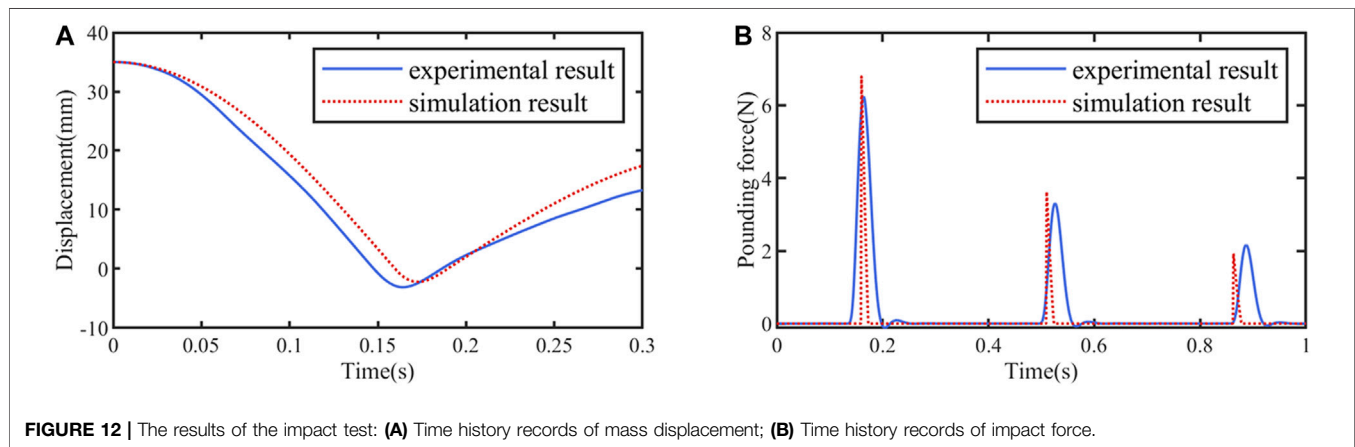 A
40
30
20
10
0
-10
Displacement(mm)
experimental result
simulation result
0
0.05
0.1
0.15
0.2
0.25
0.3
Time(s)
B
8
6
4
2
0
Pounding force(N)
experimental result
simulation result
0
0.2
0.4
0.6
0.8
1
Time(s)
FIGURE 12 | The results of the impact test: (A) Time history records of mass displacement; (B) Time history records of impact force.